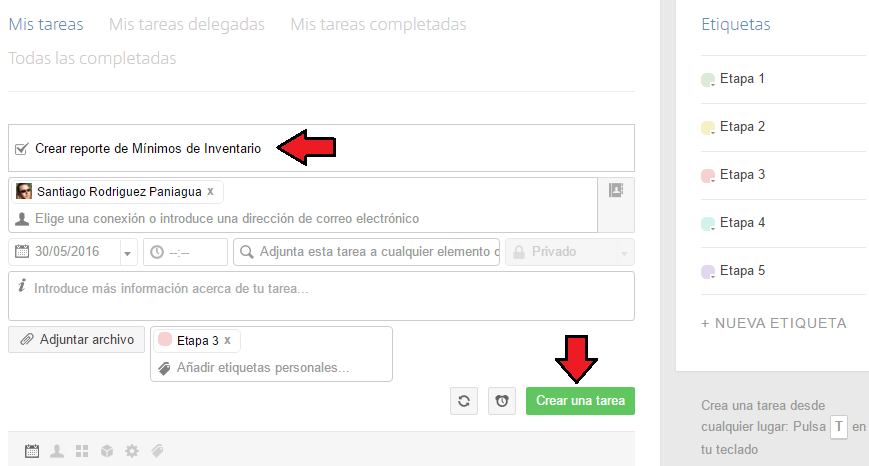 Mis tareas Mis tareas delegadas Mis tareas completadas
Todas las completadas
Crear reporte de Mínimos de Inventario
Santiago Rodriguez Paniagua x
Elige una conexión o introduce una dirección de correo electrónico
30/05/2016 --:-- Adjunta esta tarea a cualquier elemento Privado
Introduce más información acerca de tu tarea...
Adjuntar archivo Etapa 3 x
Añadir etiquetas personales...
Crear una tarea
Etiquetas
Etapa 1
Etapa 2
Etapa 3
Etapa 4
Etapa 5
+ NUEVA ETIQUETA
Crea una tarea desde
cualquier lugar: Pulsa T en
tu teclado